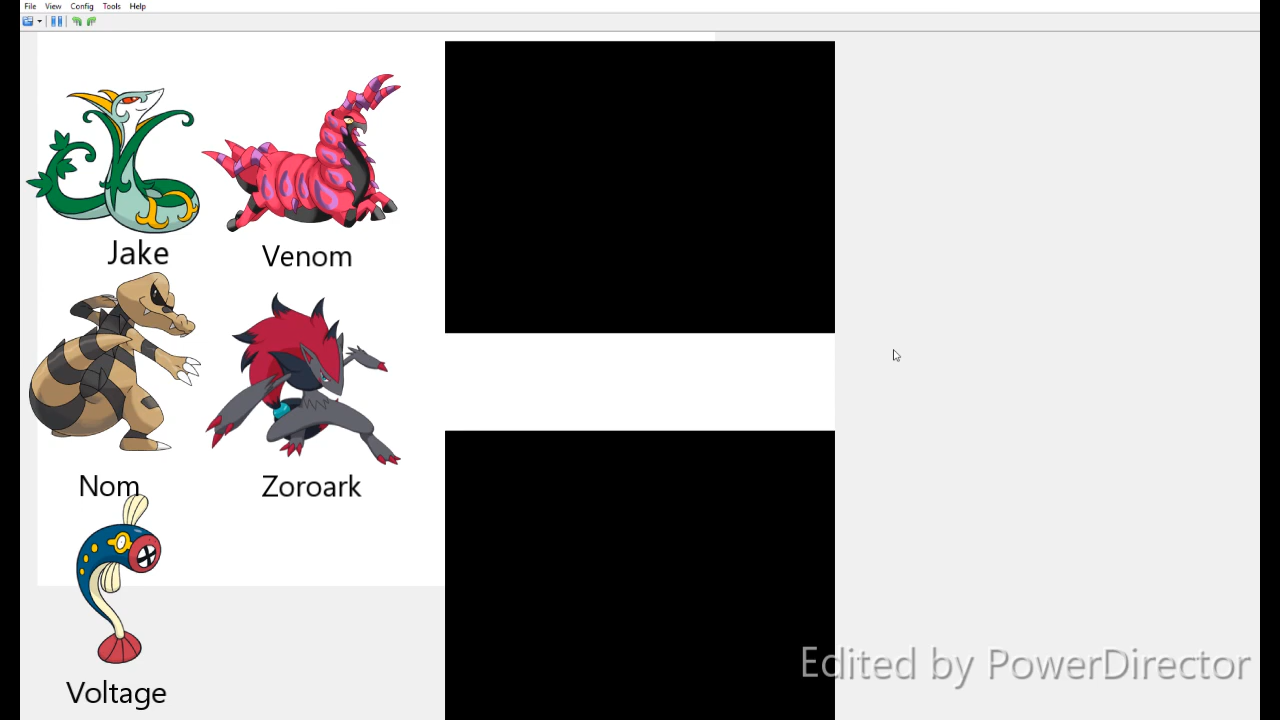 File View Config Tools Help
Jake
Venom
Nom
Zoroark
Voltage
Edited by PowerDirector